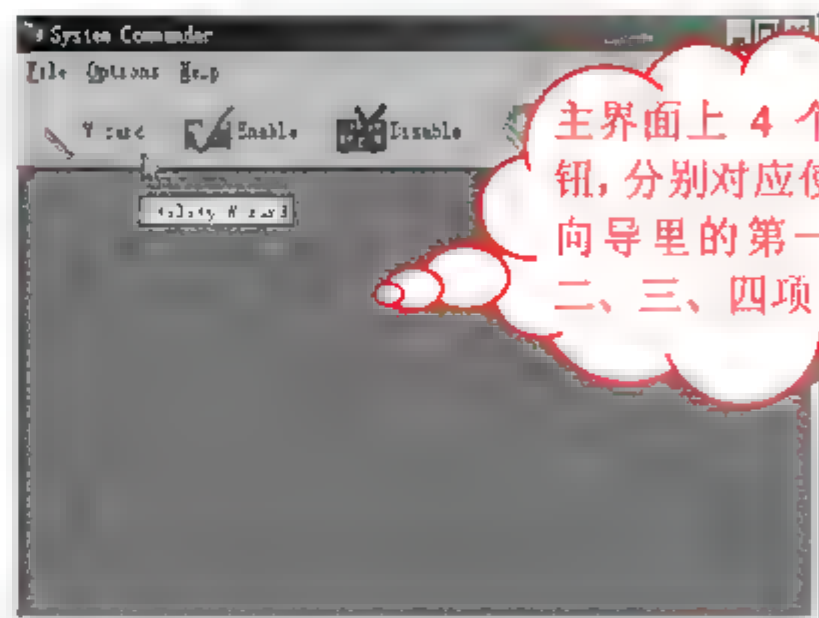 System Commander
File Options Help
Wizard Enable Disable
主界面上 4 个
钮,分别对应使
向导里的第一
二、三、四项